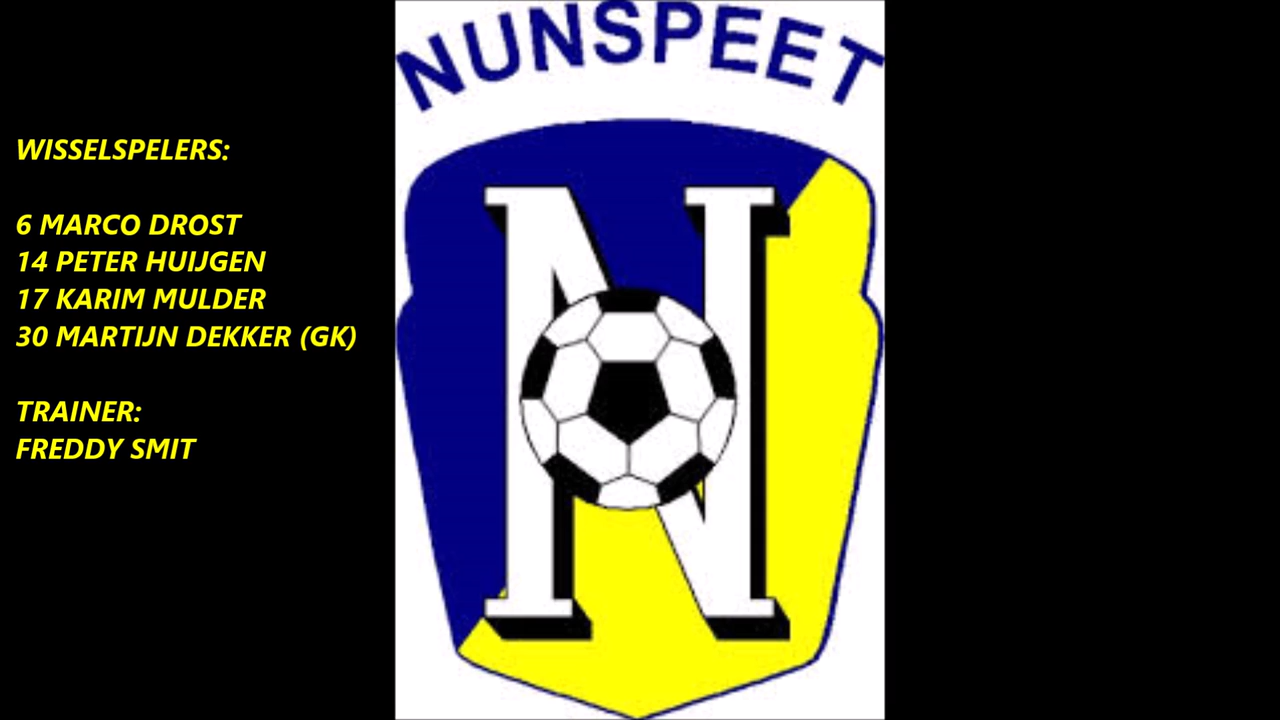 NUNSPEET
WISSELSPELERS:
6 MARCO DROST
14 PETER HUIJGEN
17 KARIM MULDER
30 MARTIJN DEKKER (GK)
TRAINER:
FREDDY SMIT
N